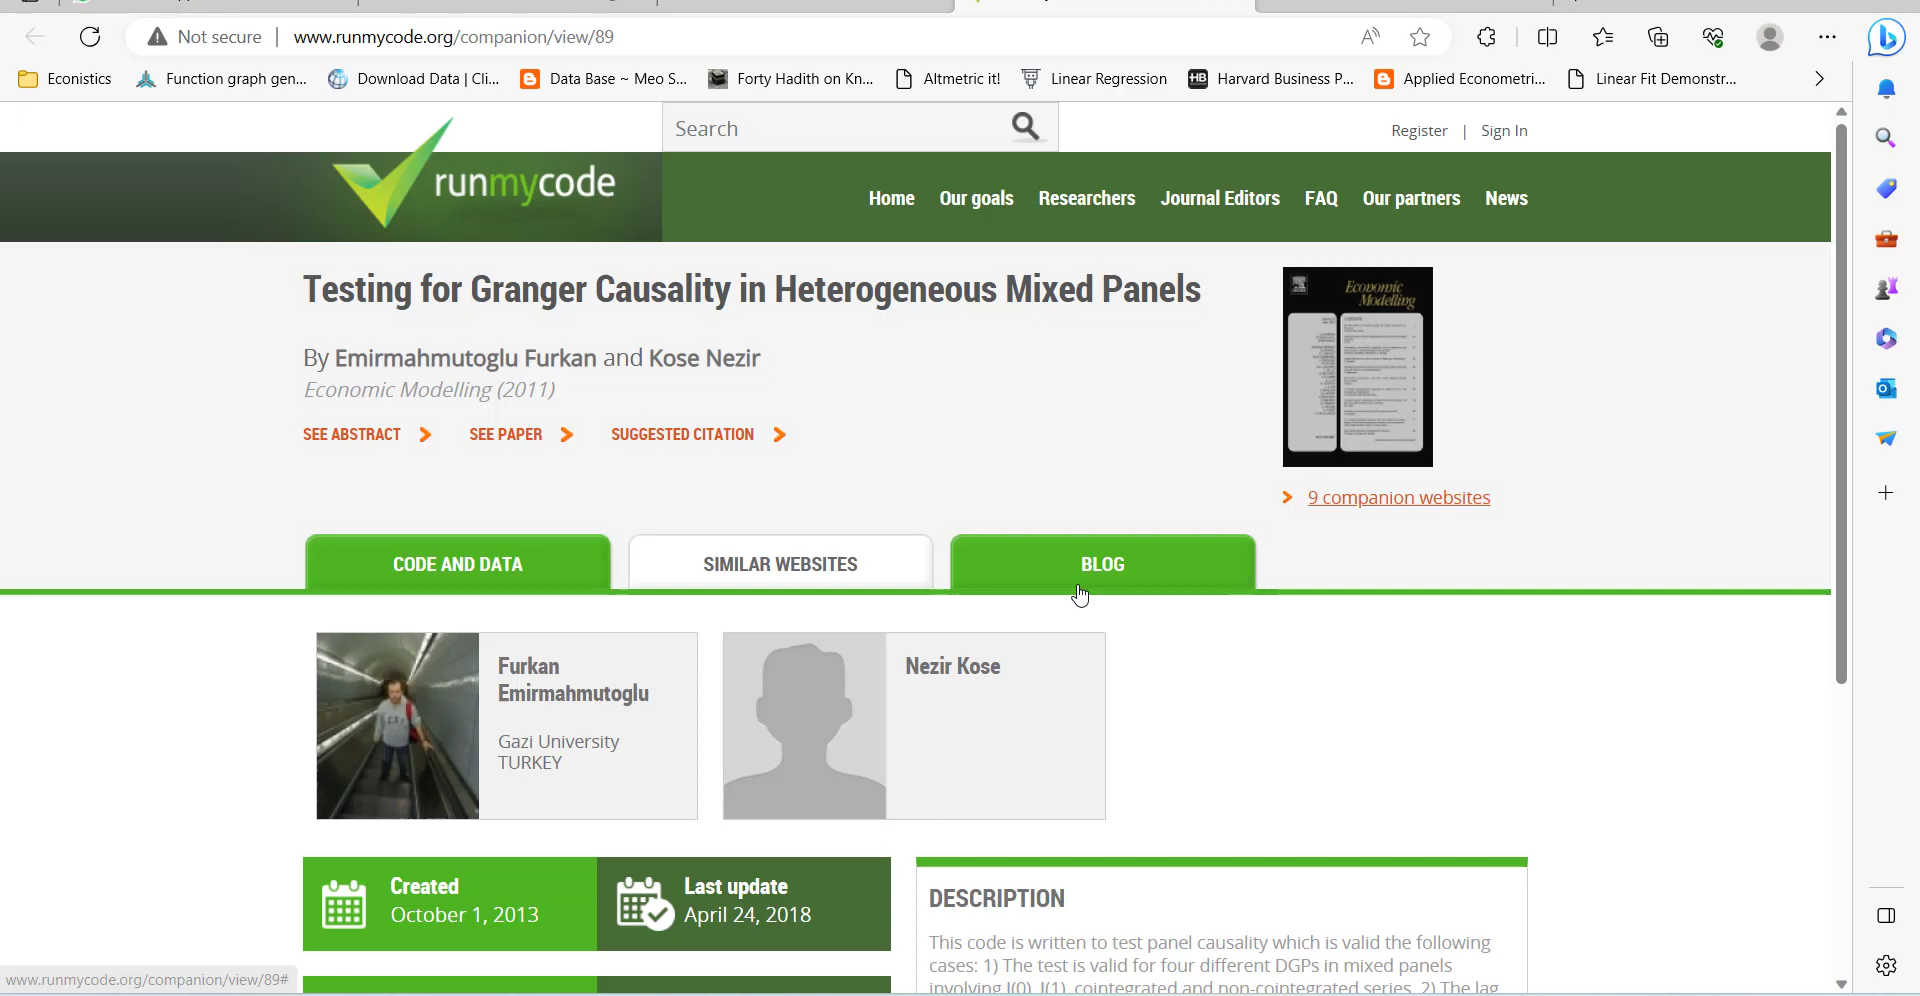 Not secure | www.runmycode.org/companion/view/89
Econistics Function graph gen... Download Data | Cli... Data Base ~ Meo S... Forty Hadith on Kn... Altmetric it! Linear Regression HB Harvard Business P... Applied Econometri... Linear Fit Demonstr...
Search
Register | Sign In
runmycode
Home Our goals Researchers Journal Editors FAQ Our partners News
Testing for Granger Causality in Heterogeneous Mixed Panels
By Emirmahmutoglu Furkan and Kose Nezir
Economic Modelling (2011)
SEE ABSTRACT SEE PAPER SUGGESTED CITATION
Economic
Modelling
9 companion websites
CODE AND DATA SIMILAR WEBSITES BLOG
Furkan
Emirmahmutoglu
Gazi University
TURKEY
Nezir Kose
Created
October 1, 2013
Last update
April 24, 2018
DESCRIPTION
This code is written to test panel causality which is valid the following
cases: 1) The test is valid for four different DGPs in mixed panels
involving I(0), I(1), cointegrated and non-cointegrated series. 2) The lag
www.runmycode.org/companion/view/89#